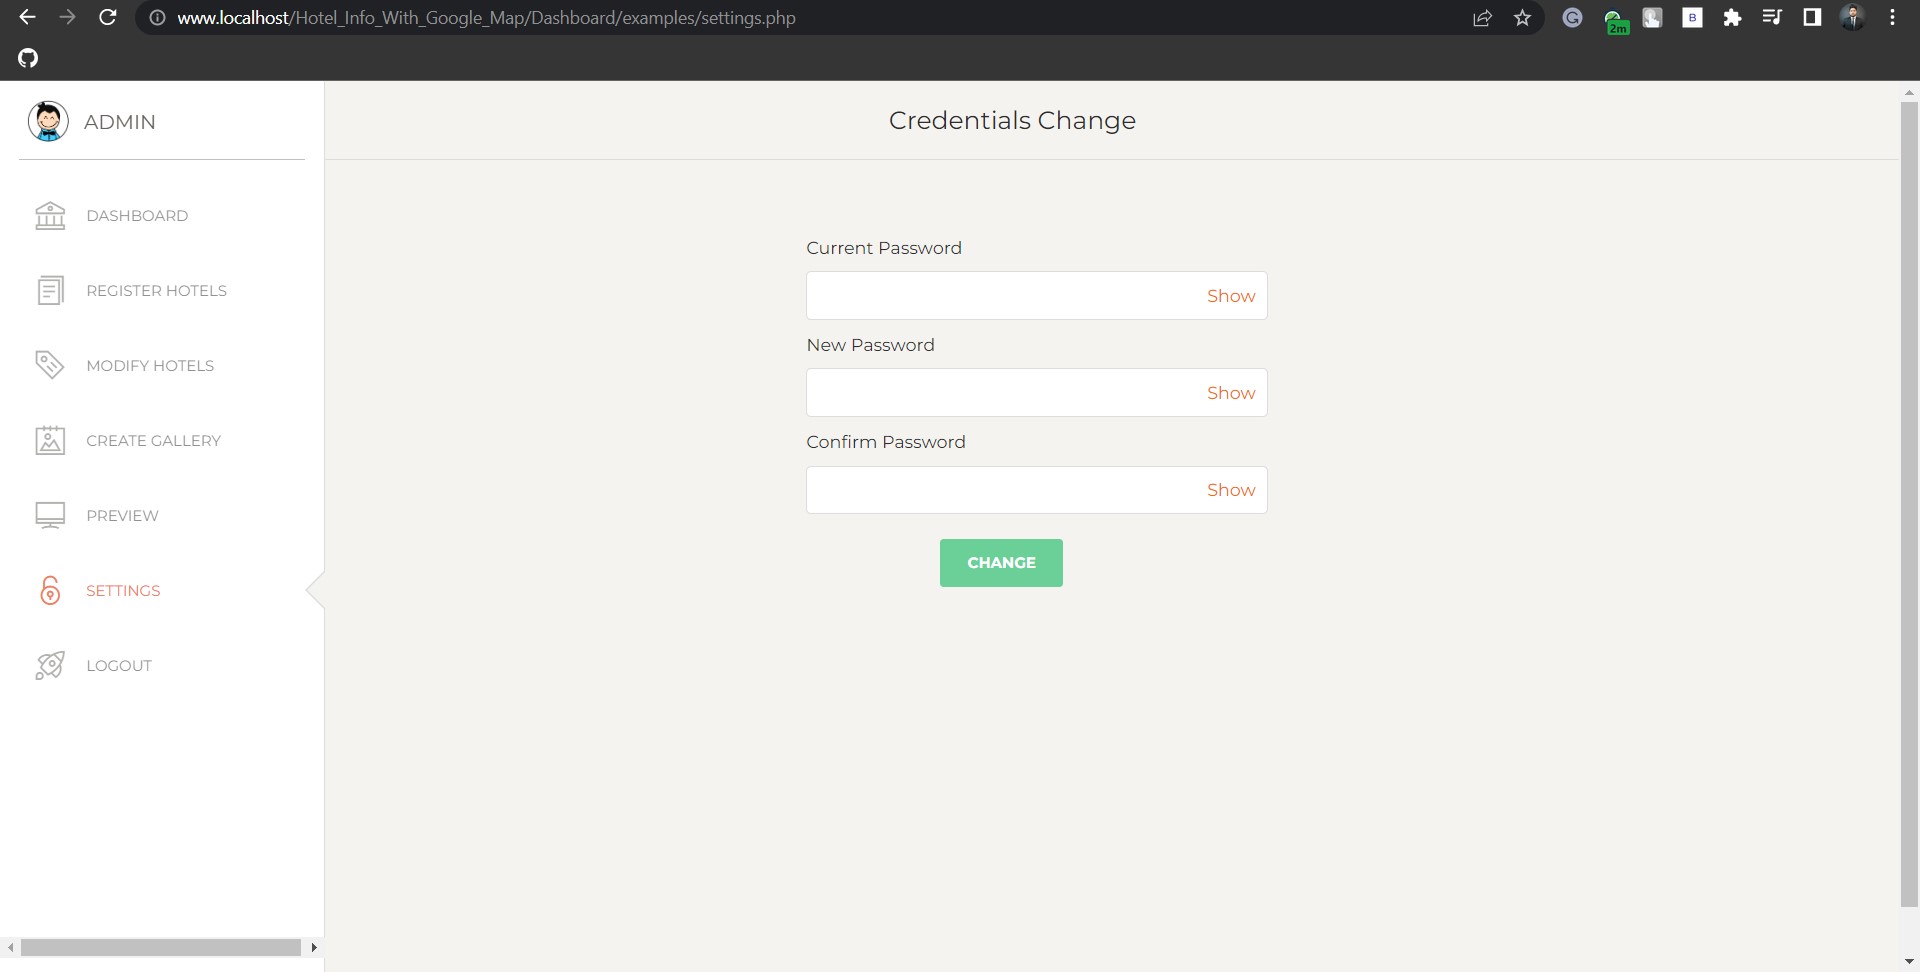 www.localhost/Hotel_Info_With_Google_Map/Dashboard/examples/settings.php
G
2m
B
ADMIN
Credentials Change
DASHBOARD
REGISTER HOTELS
MODIFY HOTELS
CREATE GALLERY
PREVIEW
SETTINGS
LOGOUT
Current Password
Show
New Password
Show
Confirm Password
Show
CHANGE